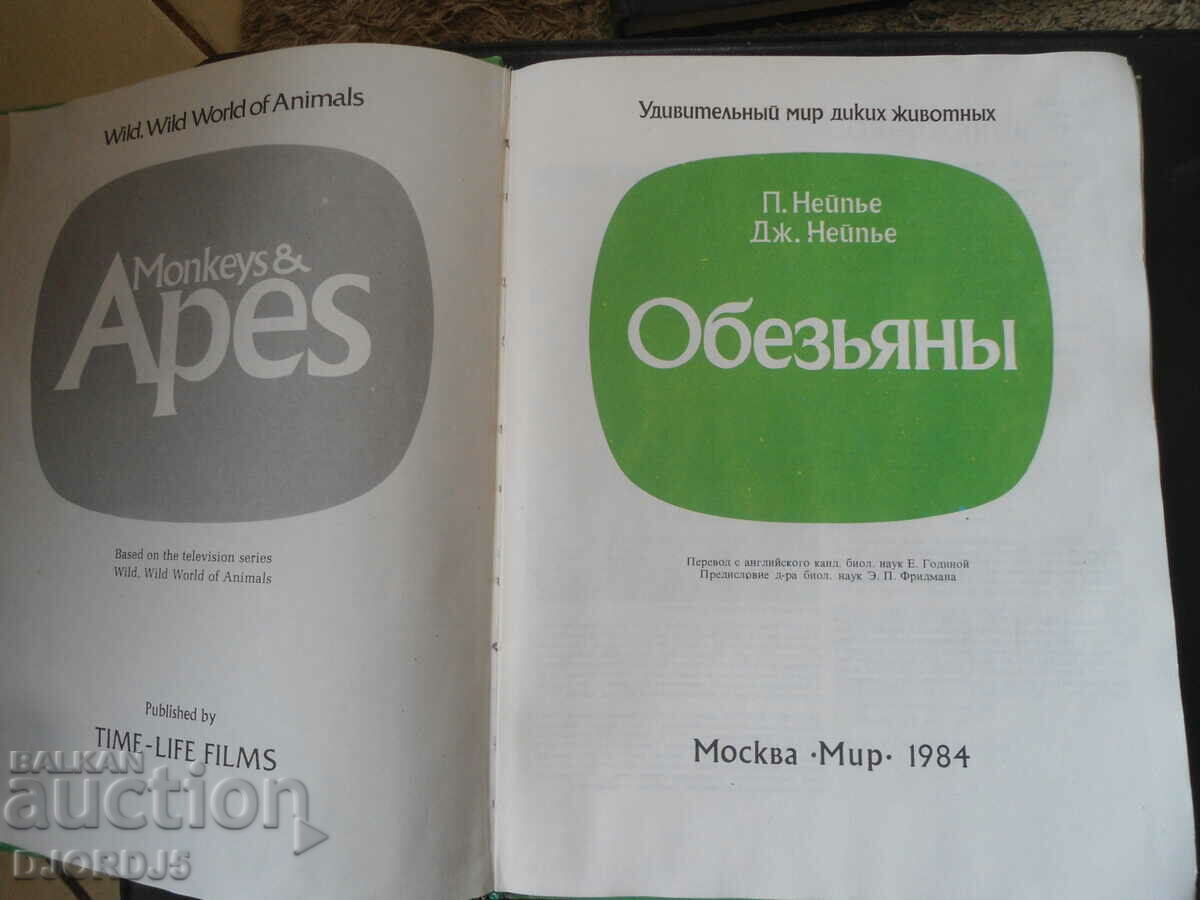 Wild, Wild World of Animals
Monkeys &
Apes
Based on the television series
Wild, Wild World of Animals
Published by
TIME-LIFE FILMS
Удивительный мир диких животных
П. Нейпье
Дж. Нейпье
Обезьяны
Перевод с английского канд. биол. наук Е. Годиной
Предисловие д-ра биол. наук Э. П. Фридмана
Москва ·Мир· 1984
БАЛКАН
BALKAN
auction
DJORDJ5